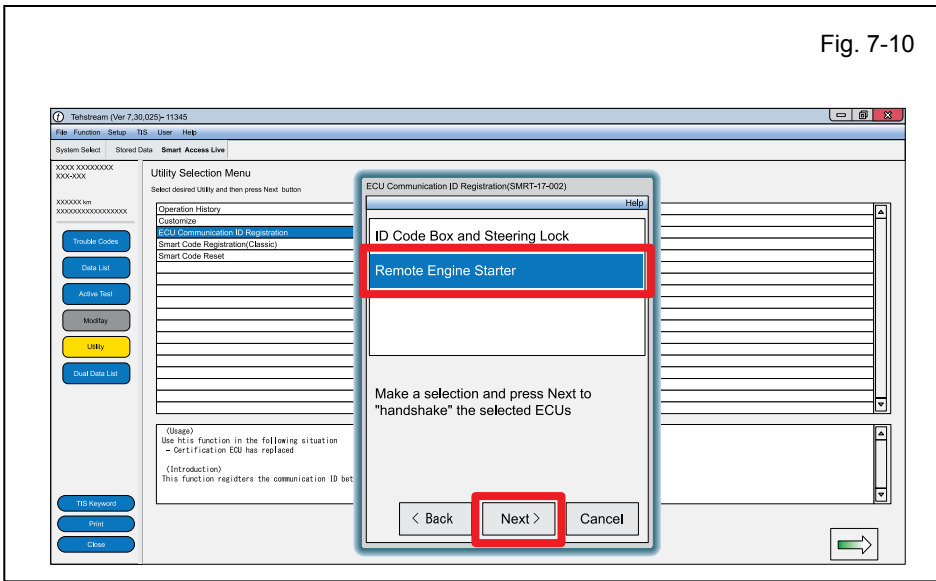 Fig. 7-10
Tehstream (Ver 7,30,025)- 11345
File Function Setup TIS User Help
System Select Stored Data Smart Access Live
XXXX XXXXXXXX
XXX-XXX
XXXXXX km
XXXXXXXXXXXXXXXXX
Trouble Codes
Data List
Active Test
Modifay
Utility
Dual Data List
TIS Keyword
Print
Close
Utility Selection Menu
Select desired Utility and then press Next button
Operation History
Customize
ECU Communication ID Registration
Smart Code Registration(Classic)
Smart Code Reset
(Usage)
Use htis function in the following situation
- Certification ECU has replaced
(Introduction)
This function regidters the communication ID bet
ECU Communication ID Registration(SMRT-17-002)
Help
ID Code Box and Steering Lock
Remote Engine Starter
Make a selection and press Next to
"handshake" the selected ECUs
< Back Next > Cancel